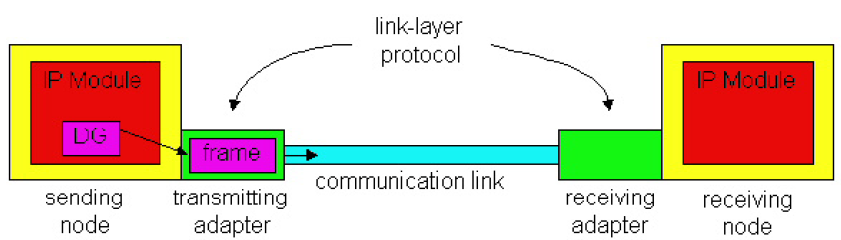 link-layer
protocol
IP Module
IP Module
DG
frame
communication link
sending
node
transmitting
adapter
receiving
adapter
receiving
node